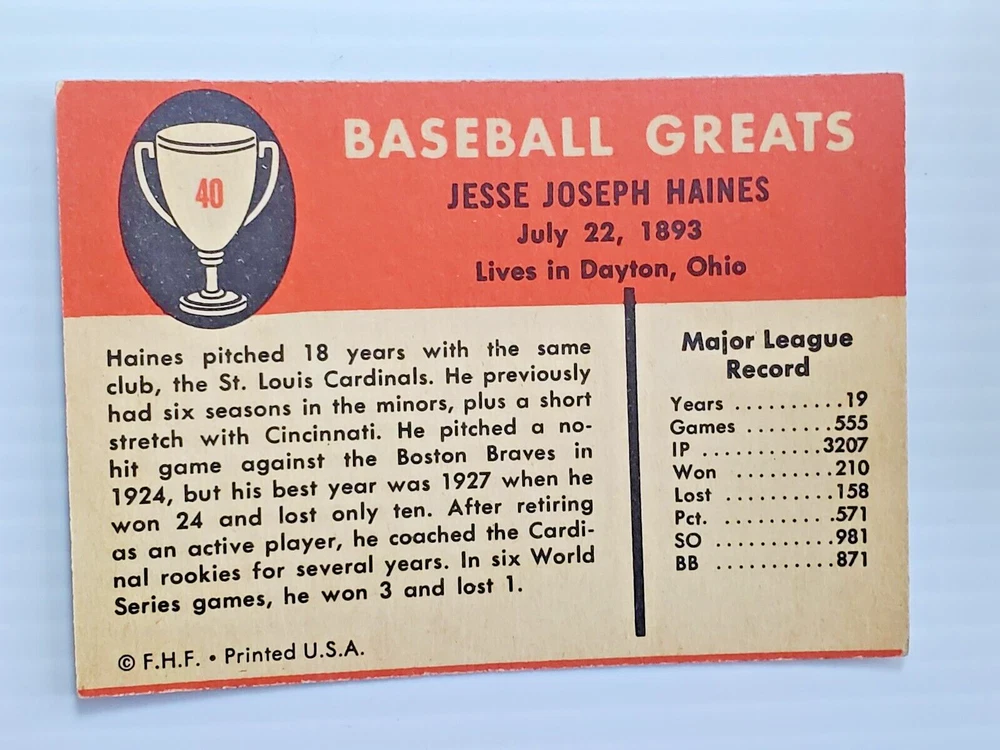 40
BASEBALL GREATS
JESSE JOSEPH HAINES
July 22, 1893
Lives in Dayton, Ohio
Haines pitched 18 years with the same
club, the St. Louis Cardinals. He previously
had six seasons in the minors, plus a short
stretch with Cincinnati. He pitched a no-
hit game against the Boston Braves in
1924, but his best year was 1927 when he
won 24 and lost only ten. After retiring
as an active player, he coached the Cardi-
nal rookies for several years. In six World
Series games, he won 3 and lost 1.
© F.H.F. • Printed U.S.A.
Major League
Record
Years ..........19
Games ........555
IP ...........3207
Won .........210
Lost ..........158
Pct. ..........571
SO ...........981
BB ...........871